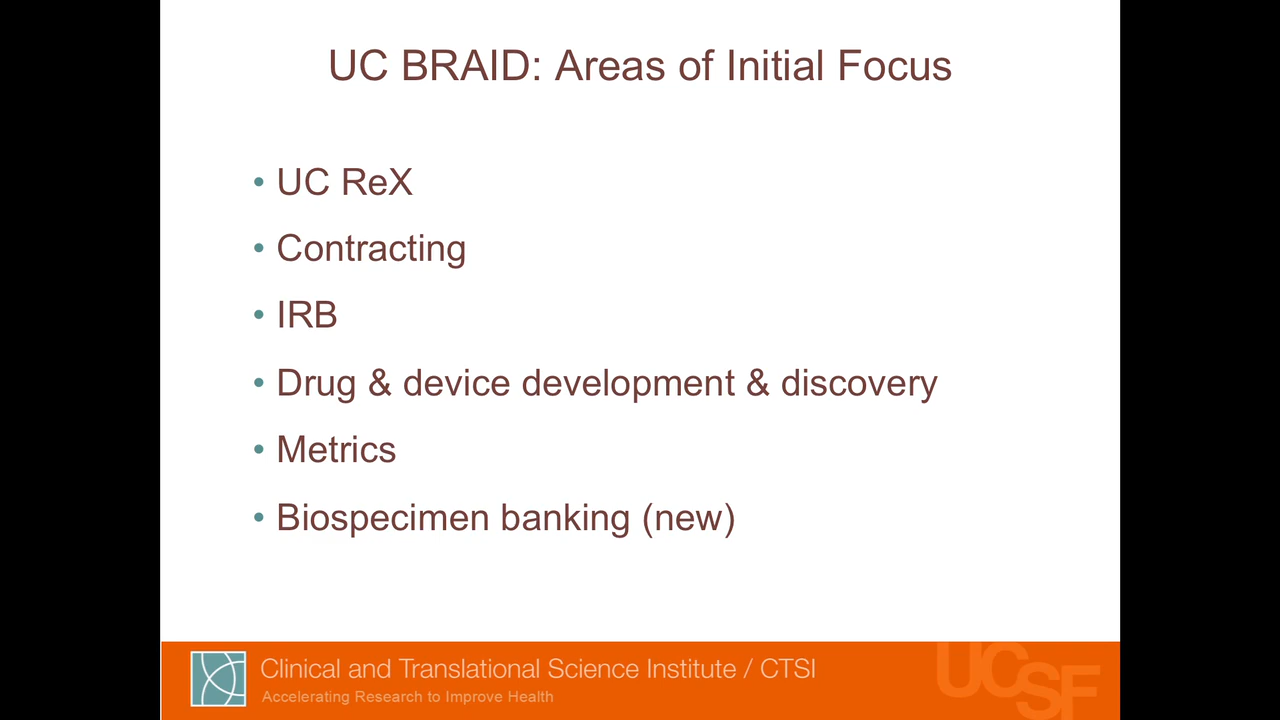 UC BRAID: Areas of Initial Focus
• UC ReX
• Contracting
• IRB
• Drug & device development & discovery
• Metrics
• Biospecimen banking (new)
Clinical and Translational Science Institute / CTSI
Accelerating Research to Improve Health
UCSF